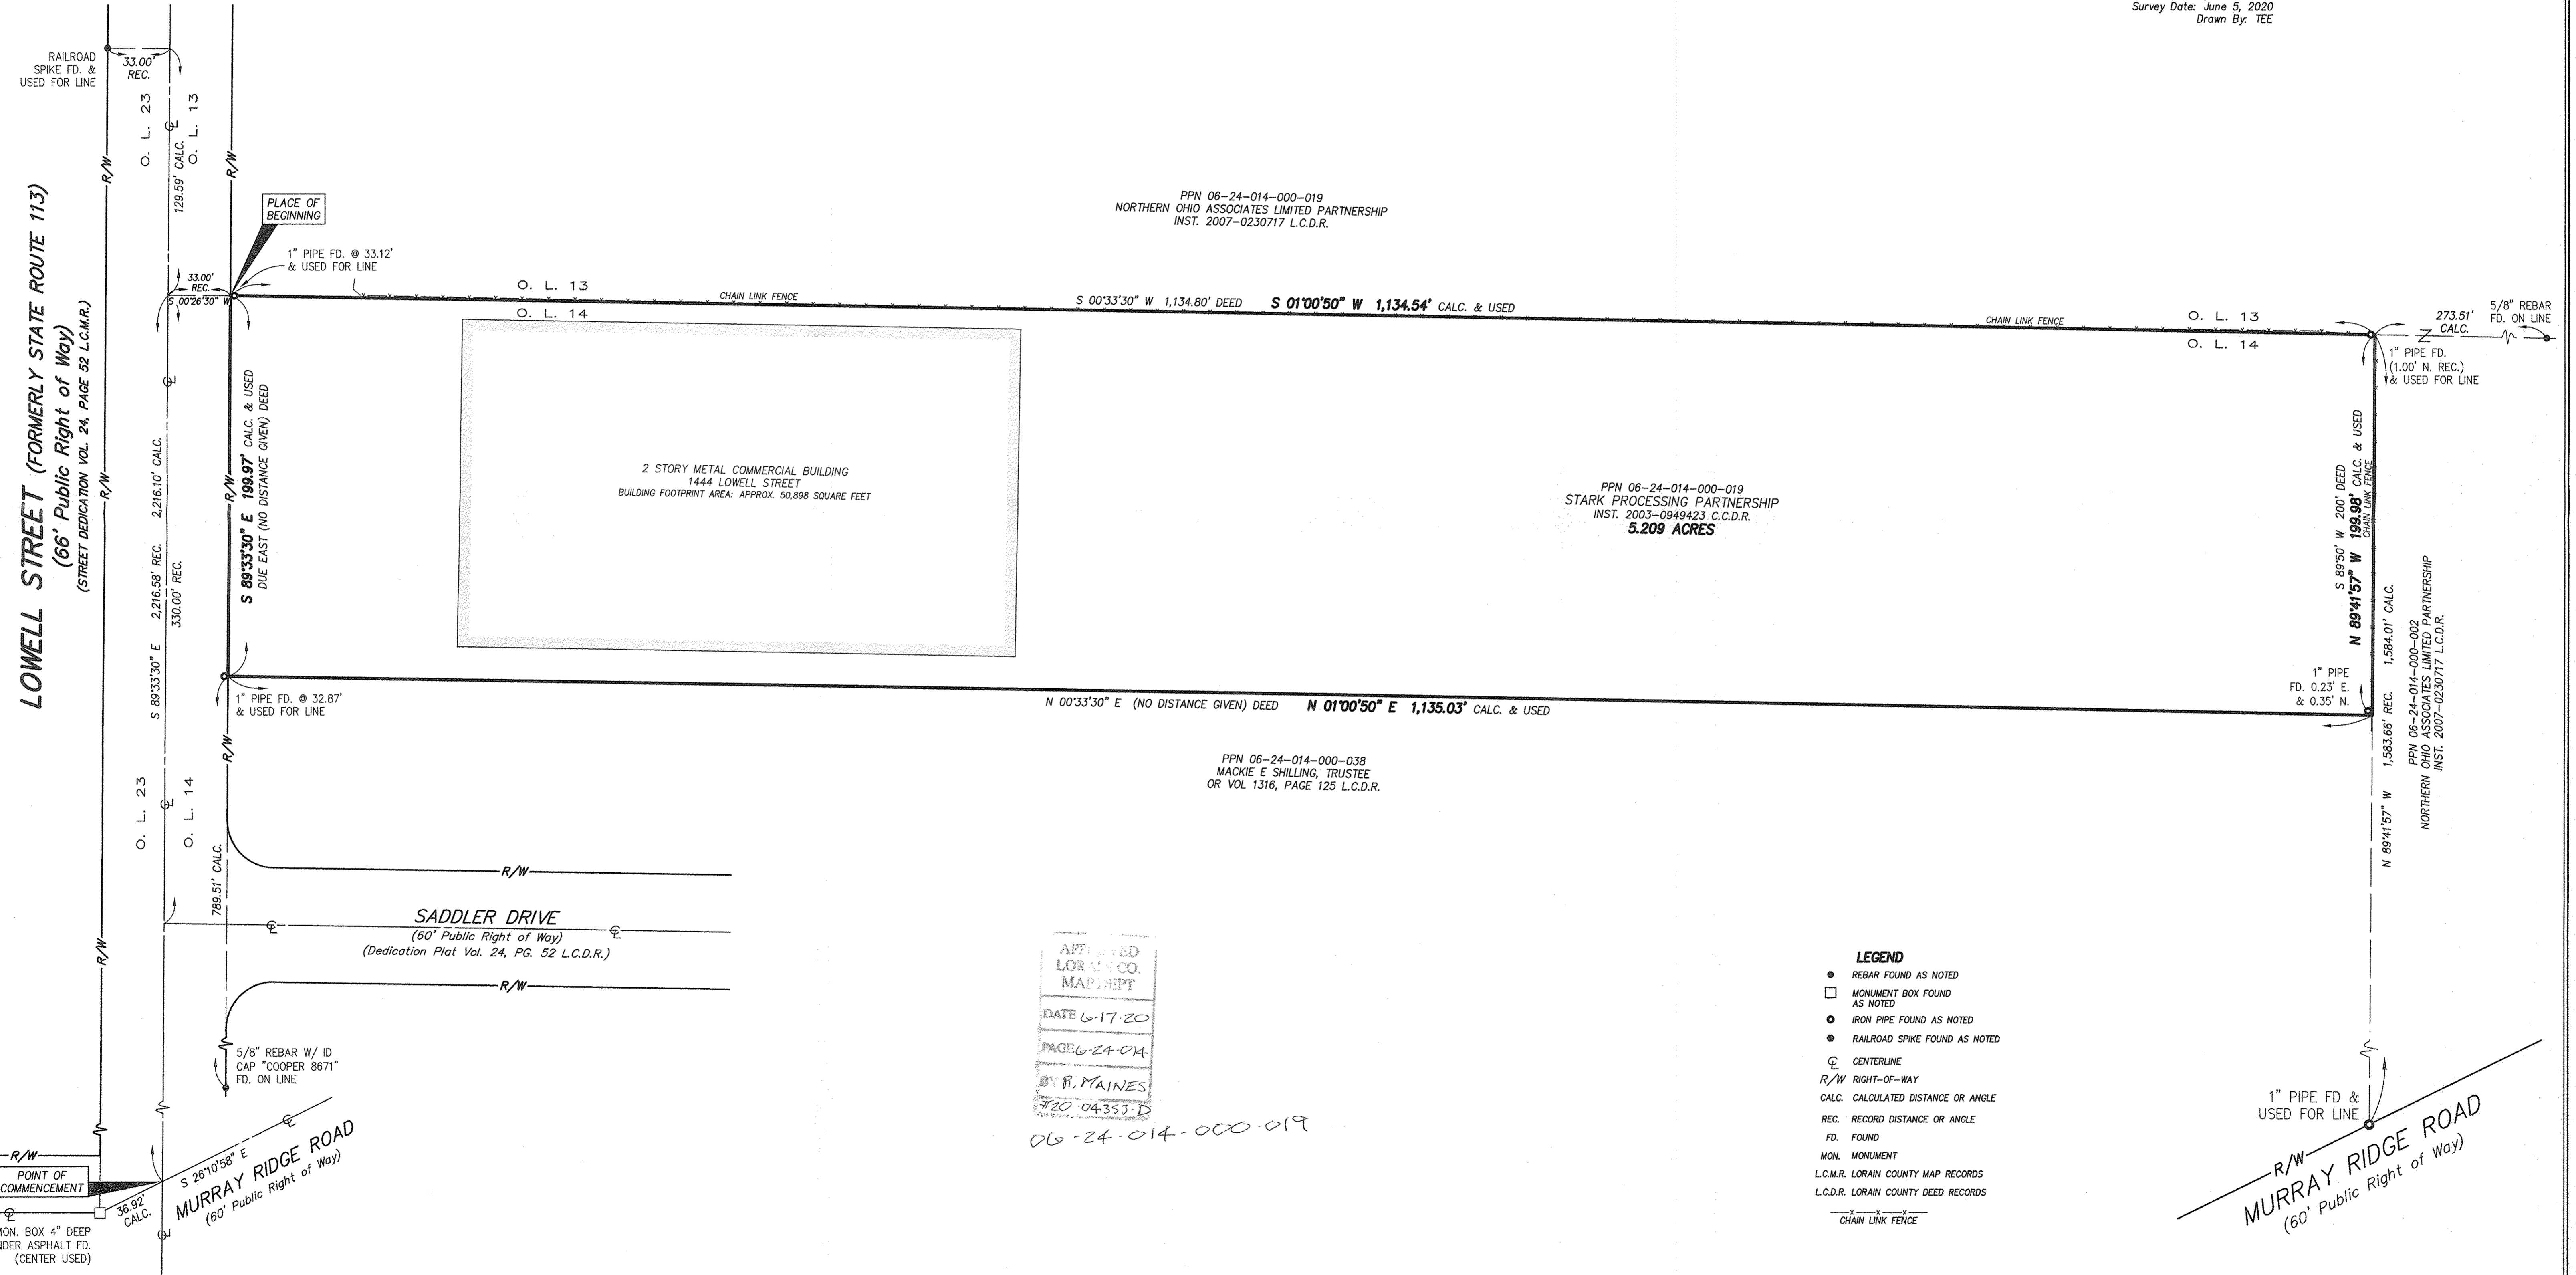 Survey Date: June 5, 2020
Drawn By: TEE
RAILROAD
SPIKE FD. &
USED FOR LINE
33.00'
REC.
O. L. 23
O. L. 13
129.59' CALC.
R/W
R/W
LOWELL STREET (FORMERLY STATE ROUTE 113)
(66' Public Right of Way)
(STREET DEDICATION VOL. 24, PAGE 52 L.C.M.R.)
PLACE OF
BEGINNING
1" PIPE FD. @ 33.12'
& USED FOR LINE
33.00'
REC.
S 00°26'30" W
PPN 06-24-014-000-019
NORTHERN OHIO ASSOCIATES LIMITED PARTNERSHIP
INST. 2007-0230717 L.C.D.R.
O. L. 13
O. L. 14
CHAIN LINK FENCE
S 00°33'30" W 1,134.80' DEED S 01°00'50" W 1,134.54' CALC. & USED
CHAIN LINK FENCE
O. L. 13
O. L. 14
273.51'
CALC.
5/8" REBAR
FD. ON LINE
1" PIPE FD.
(1.00' N. REC.)
& USED FOR LINE
R/W
R/W
S 89°33'30" E 199.97' CALC. & USED
DUE EAST (NO DISTANCE GIVEN) DEED
S 89°33'30" E 2,216.58' REC. 2,216.10' CALC.
330.00' REC.
2 STORY METAL COMMERCIAL BUILDING
1444 LOWELL STREET
BUILDING FOOTPRINT AREA: APPROX. 50,898 SQUARE FEET
PPN 06-24-014-000-019
STARK PROCESSING PARTNERSHIP
INST. 2003-0949423 C.C.D.R.
5.209 ACRES
S 89°50' W 200' DEED
N 89°41'57" W 199.98' CALC. & USED
CHAIN LINK FENCE
1" PIPE
FD. 0.23' E.
& 0.35' N.
N 89°41'57" W 1,583.66' REC. 1,584.01' CALC.
PPN 06-24-014-000-002
NORTHERN OHIO ASSOCIATES LIMITED PARTNERSHIP
INST. 2007-0230717 L.C.D.R.
1" PIPE FD. @ 32.87'
& USED FOR LINE
N 00°33'30" E (NO DISTANCE GIVEN) DEED N 01°00'50" E 1,135.03' CALC. & USED
PPN 06-24-014-000-038
MACKIE E SHILLING, TRUSTEE
OR VOL 1316, PAGE 125 L.C.D.R.
O. L. 23
O. L. 14
R/W
789.51' CALC.
R/W
SADDLER DRIVE
(60' Public Right of Way)
(Dedication Plat Vol. 24, PG. 52 L.C.D.R.)
R/W
R/W
5/8" REBAR W/ ID
CAP "COOPER 8671"
FD. ON LINE
R/W
POINT OF
COMMENCEMENT
S 26°10'58" E
36.92'
CALC.
MURRAY RIDGE ROAD
(60' Public Right of Way)
MON. BOX 4" DEEP
NDER ASPHALT FD.
(CENTER USED)
LORAIN CO.
MAP DEPT
DATE 6-17-20
PAGE 6-24-014
BY R. MAINES
#20-04353-D
06-24-014-000-019
LEGEND
REBAR FOUND AS NOTED
MONUMENT BOX FOUND
AS NOTED
IRON PIPE FOUND AS NOTED
RAILROAD SPIKE FOUND AS NOTED
℄ CENTERLINE
R/W RIGHT-OF-WAY
CALC. CALCULATED DISTANCE OR ANGLE
REC. RECORD DISTANCE OR ANGLE
FD. FOUND
MON. MONUMENT
L.C.M.R. LORAIN COUNTY MAP RECORDS
L.C.D.R. LORAIN COUNTY DEED RECORDS
CHAIN LINK FENCE
1" PIPE FD &
USED FOR LINE
R/W
MURRAY RIDGE ROAD
(60' Public Right of Way)